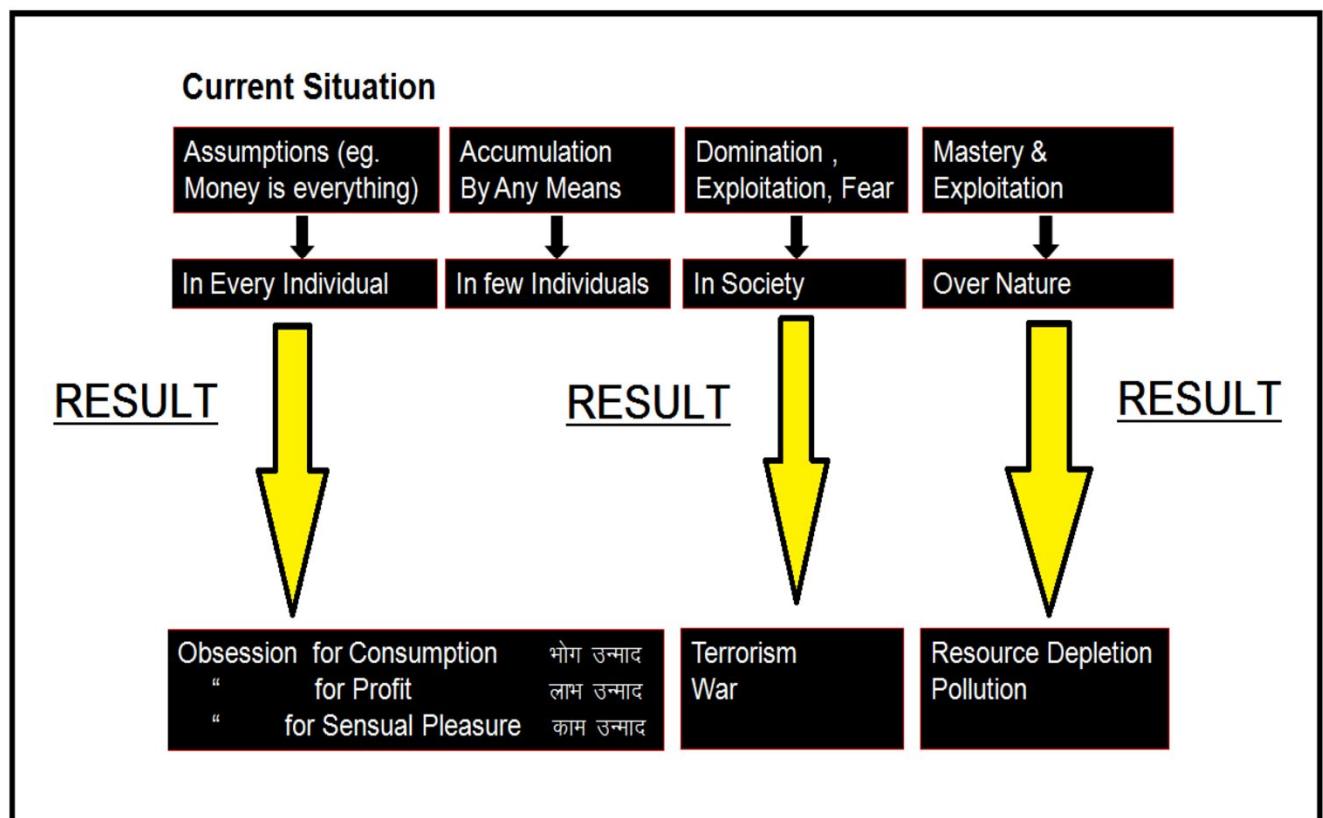 Current Situation
Assumptions (eg.
Money is everything)
Accumulation
By Any Means
Domination ,
Exploitation, Fear
Mastery &
Exploitation
In Every Individual
In few Individuals
In Society
Over Nature
RESULT
RESULT
RESULT
Obsession for Consumption भोग उन्माद
“ for Profit लाभ उन्माद
“ for Sensual Pleasure काम उन्माद
Terrorism
War
Resource Depletion
Pollution